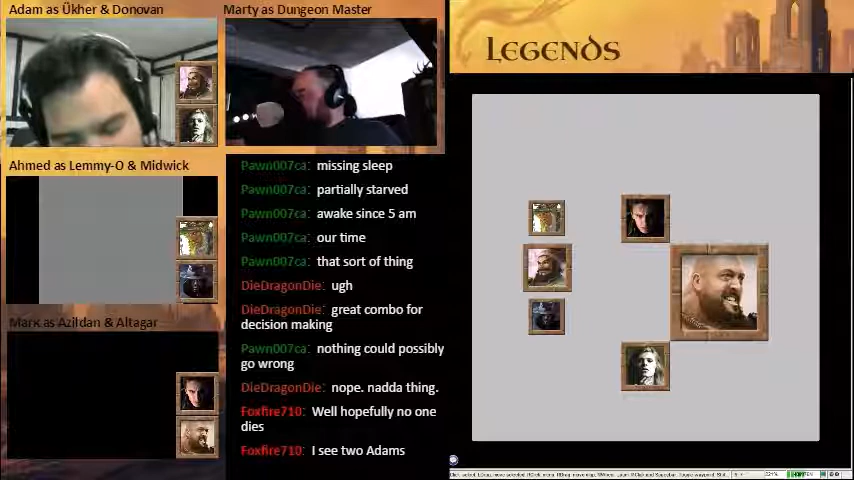 Adam as Ükher & Donovan
Marty as Dungeon Master
LEGENDS
Ahmed as Lemmy-O & Midwick
Mark as Azildan & Altagar
Pawn007ca: missing sleep
Pawn007ca: partially starved
Pawn007ca: awake since 5 am
Pawn007ca: our time
Pawn007ca: that sort of thing
DieDragonDie: ugh
DieDragonDie: great combo for
decision making
Pawn007ca: nothing could possibly
go wrong
DieDragonDie: nope. nadda thing.
Foxfire710: Well hopefully no one
dies
Foxfire710: I see two Adams